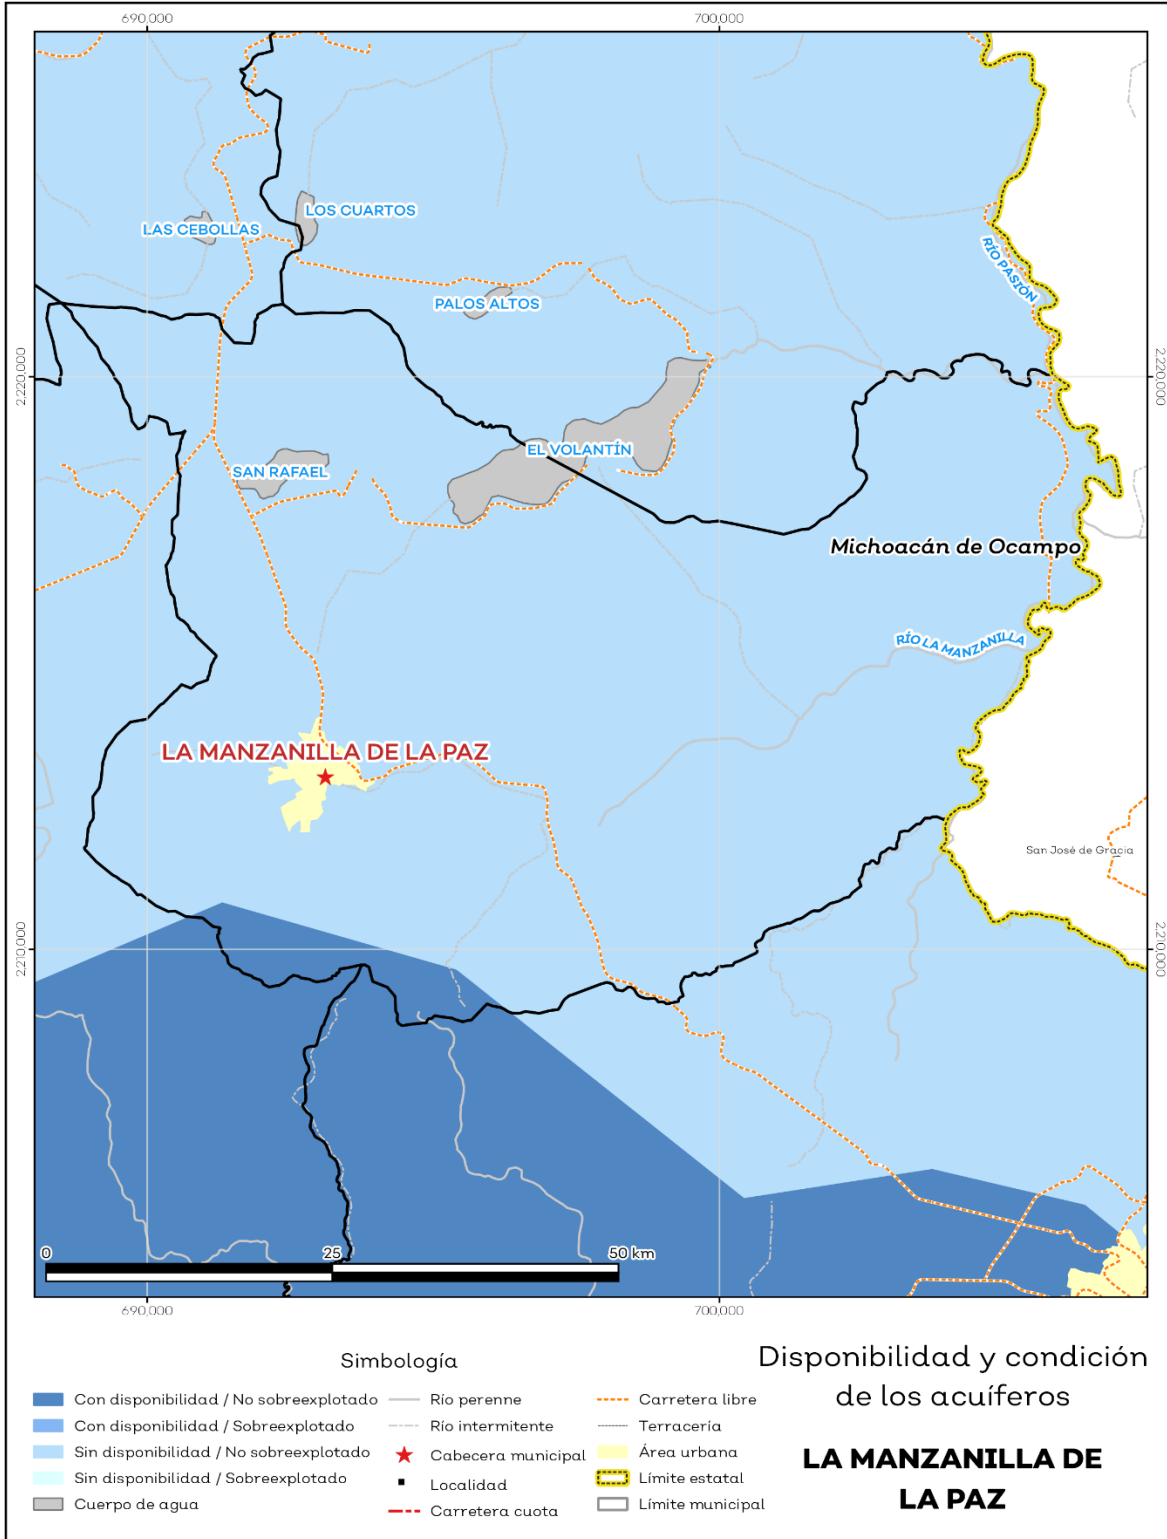 690,000
700,000
LOS CUARTOS
LAS CEBOLLAS
RÍO PASIÓN
PALOS ALTOS
2,220,000
2,220,000
EL VOLANTÍN
SAN RAFAEL
Michoacán de Ocampo
RÍO LA MANZANILLA
LA MANZANILLA DE LA PAZ
San José de Gracia
2,210,000
2,210,000
0
25
50 km
690,000
700,000
Simbología
Con disponibilidad / No sobreexplotado
Con disponibilidad / Sobreexplotado
Sin disponibilidad / No sobreexplotado
Sin disponibilidad / Sobreexplotado
Cuerpo de agua
Río perenne
Río intermitente
Cabecera municipal
Localidad
Carretera cuota
Carretera libre
Terracería
Área urbana
Límite estatal
Límite municipal
Disponibilidad y condición
de los acuíferos
LA MANZANILLA DE
LA PAZ